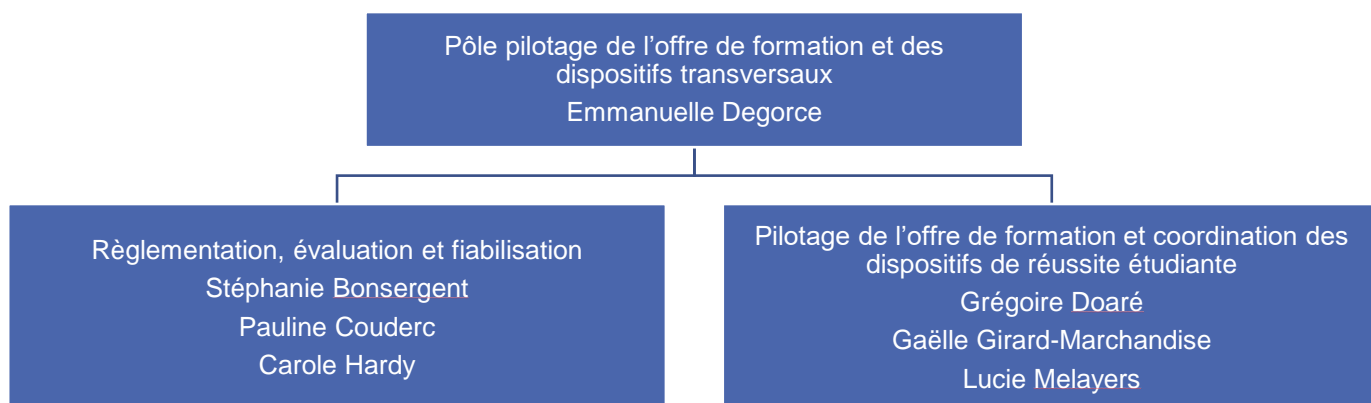 Pôle pilotage de l’offre de formation et des
dispositifs transversaux
Emmanuelle Degorce
Règlementation, évaluation et fiabilisation
Stéphanie Bonsergent
Pauline Couderc
Carole Hardy
Pilotage de l’offre de formation et coordination des
dispositifs de réussite étudiante
Grégoire Doaré
Gaëlle Girard-Marchandise
Lucie Melayers